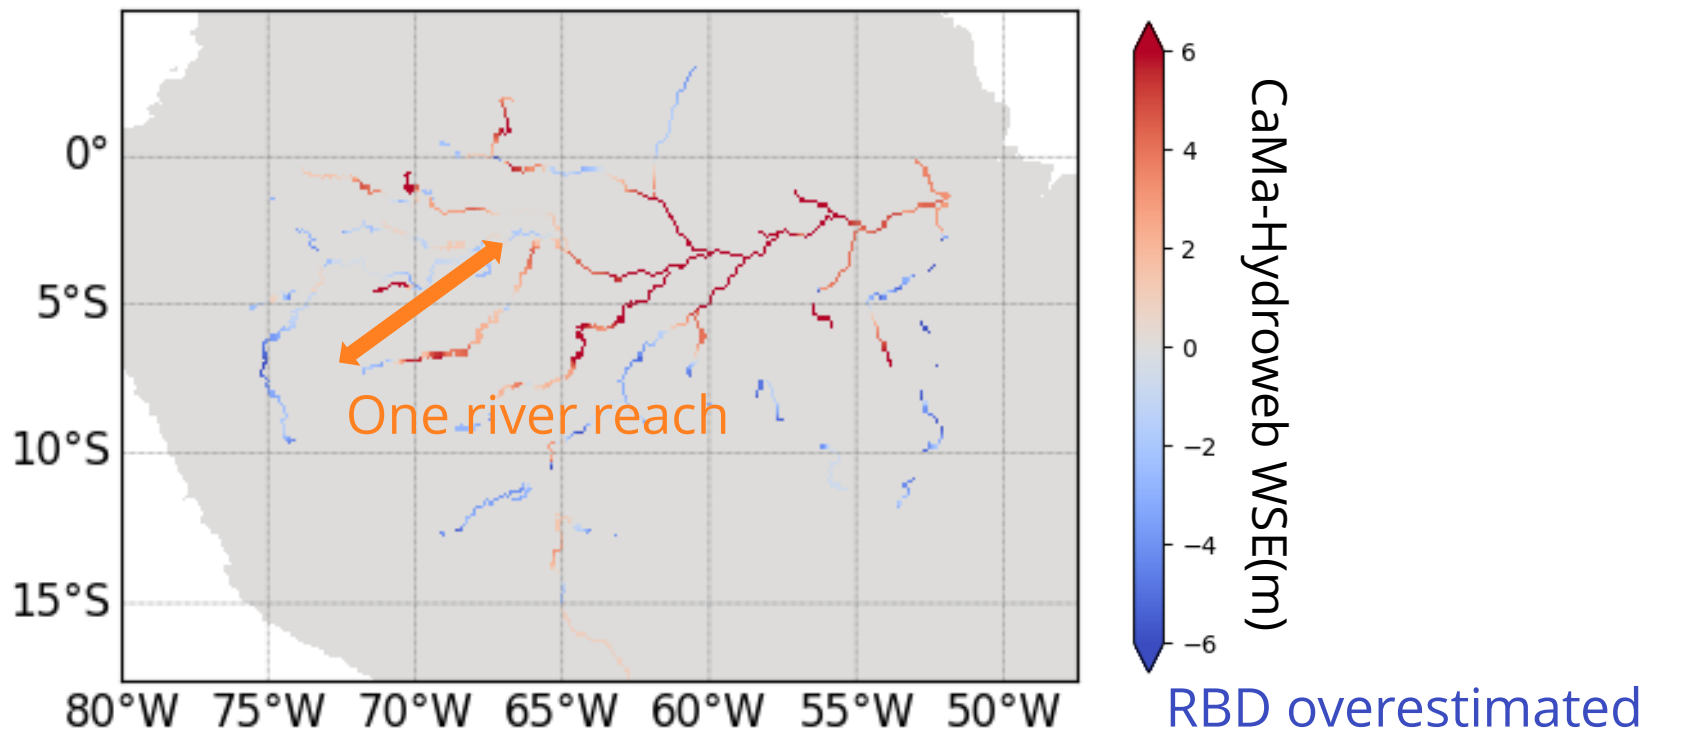 0°
5°S
10°S
15°S
80°W 75°W 70°W 65°W 60°W 55°W 50°W
One river reach
6
4
2
0
−2
−4
−6
CaMa-Hydroweb WSE(m)
RBD overestimated